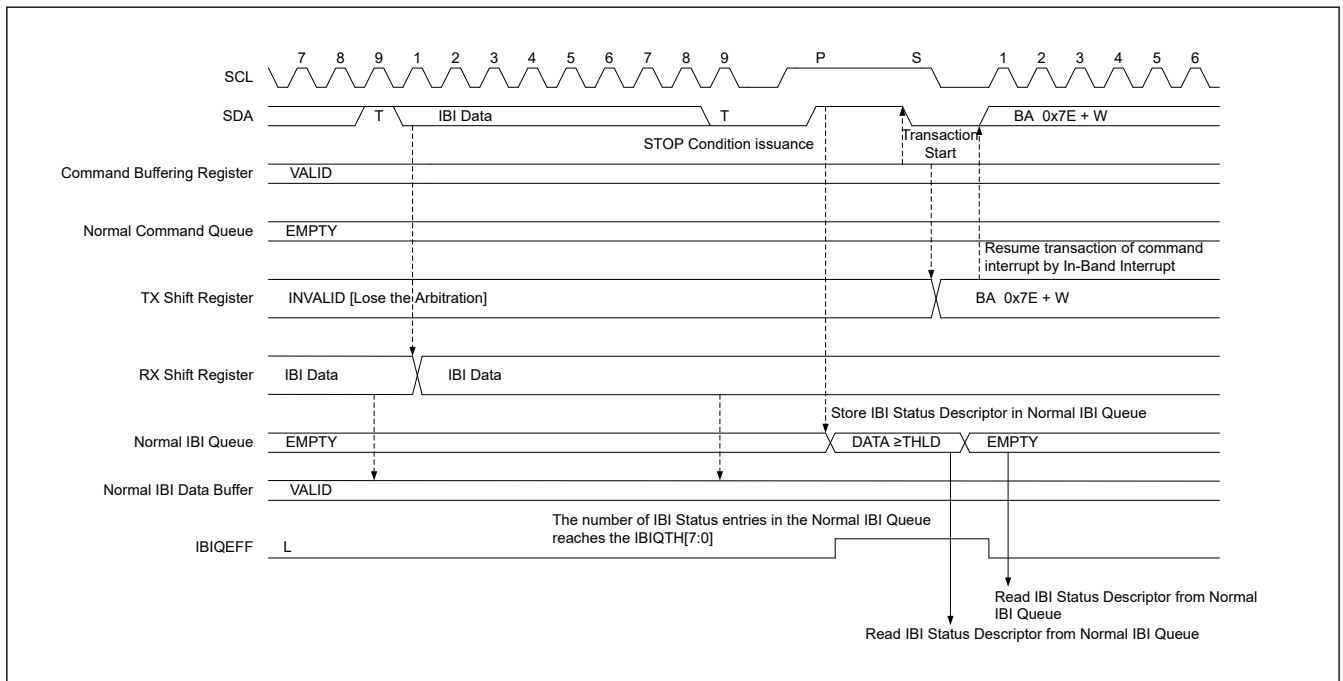 7 8 9 1 2 3 4 5 6 7 8 9 P S 1 2 3 4 5 6
SCL
SDA T IBI Data T BA 0x7E + W
STOP Condition issuance
Transaction
Start
Command Buffering Register VALID
Normal Command Queue EMPTY
Resume transaction of command
interrupt by In-Band Interrupt
TX Shift Register INVALID [Lose the Arbitration] BA 0x7E + W
RX Shift Register IBI Data IBI Data
Store IBI Status Descriptor in Normal IBI Queue
Normal IBI Queue EMPTY DATA ≥THLD EMPTY
Normal IBI Data Buffer VALID
The number of IBI Status entries in the Normal IBI Queue
reaches the IBIQTH[7:0]
IBIQEFF L
Read IBI Status Descriptor from Normal
IBI Queue
Read IBI Status Descriptor from Normal IBI Queue